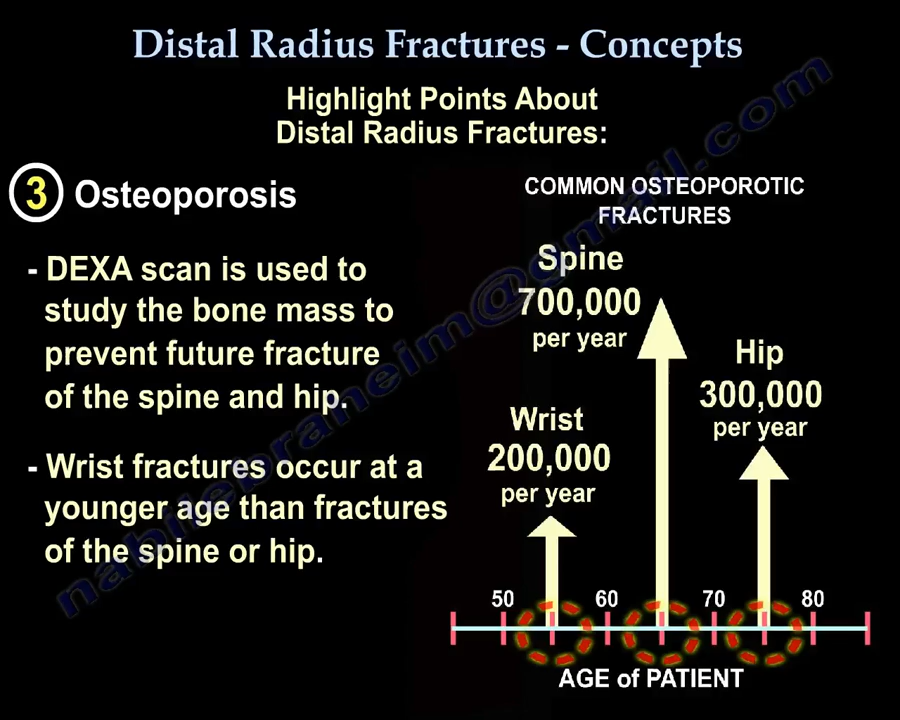 Distal Radius Fractures - Concepts
Highlight Points About
Distal Radius Fractures:
3 Osteoporosis
- DEXA scan is used to
study the bone mass to
prevent future fracture
of the spine and hip.
- Wrist fractures occur at a
younger age than fractures
of the spine or hip.
COMMON OSTEOPOROTIC
FRACTURES
Spine
700,000
per year
Hip
300,000
per year
Wrist
200,000
per year
50 60 70 80
AGE of PATIENT
nabilebraneim@gmail.com